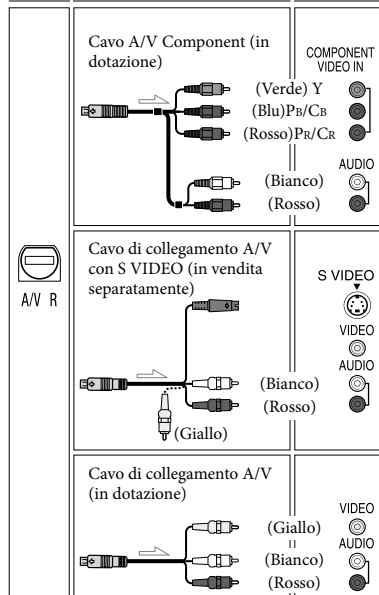 A/V R
Cavo A/V Component (in
dotazione)
COMPONENT
VIDEO IN
(Verde) Y
(Blu)PB/CB
(Rosso)PR/CR
AUDIO
(Bianco)
(Rosso)
Cavo di collegamento A/V
con S VIDEO (in vendita
separatamente)
S VIDEO
VIDEO
AUDIO
(Bianco)
(Rosso)
(Giallo)
Cavo di collegamento A/V
(in dotazione)
VIDEO
(Giallo)
AUDIO
(Bianco)
(Rosso)